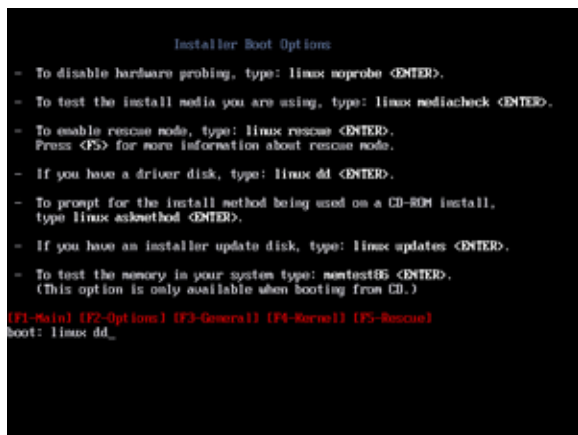 Installer Boot Options
- To disable hardware probing, type: linux noprobe <ENTER>.
- To test the install media you are using, type: linux mediacheck <ENTER>.
- To enable rescue mode, type: linux rescue <ENTER>.
Press <F5> for more information about rescue mode.
- If you have a driver disk, type: linux dd <ENTER>.
- To prompt for the install method being used on a CD-ROM install,
type linux askmethod <ENTER>.
- If you have an installer update disk, type: linux updates <ENTER>.
- To test the memory in your system type: memtest86 <ENTER>.
(This option is only available when booting from CD.)
[F1-Main] [F2-Options] [F3-General] [F4-Kernel] [F5-Rescue]
boot: linux dd_